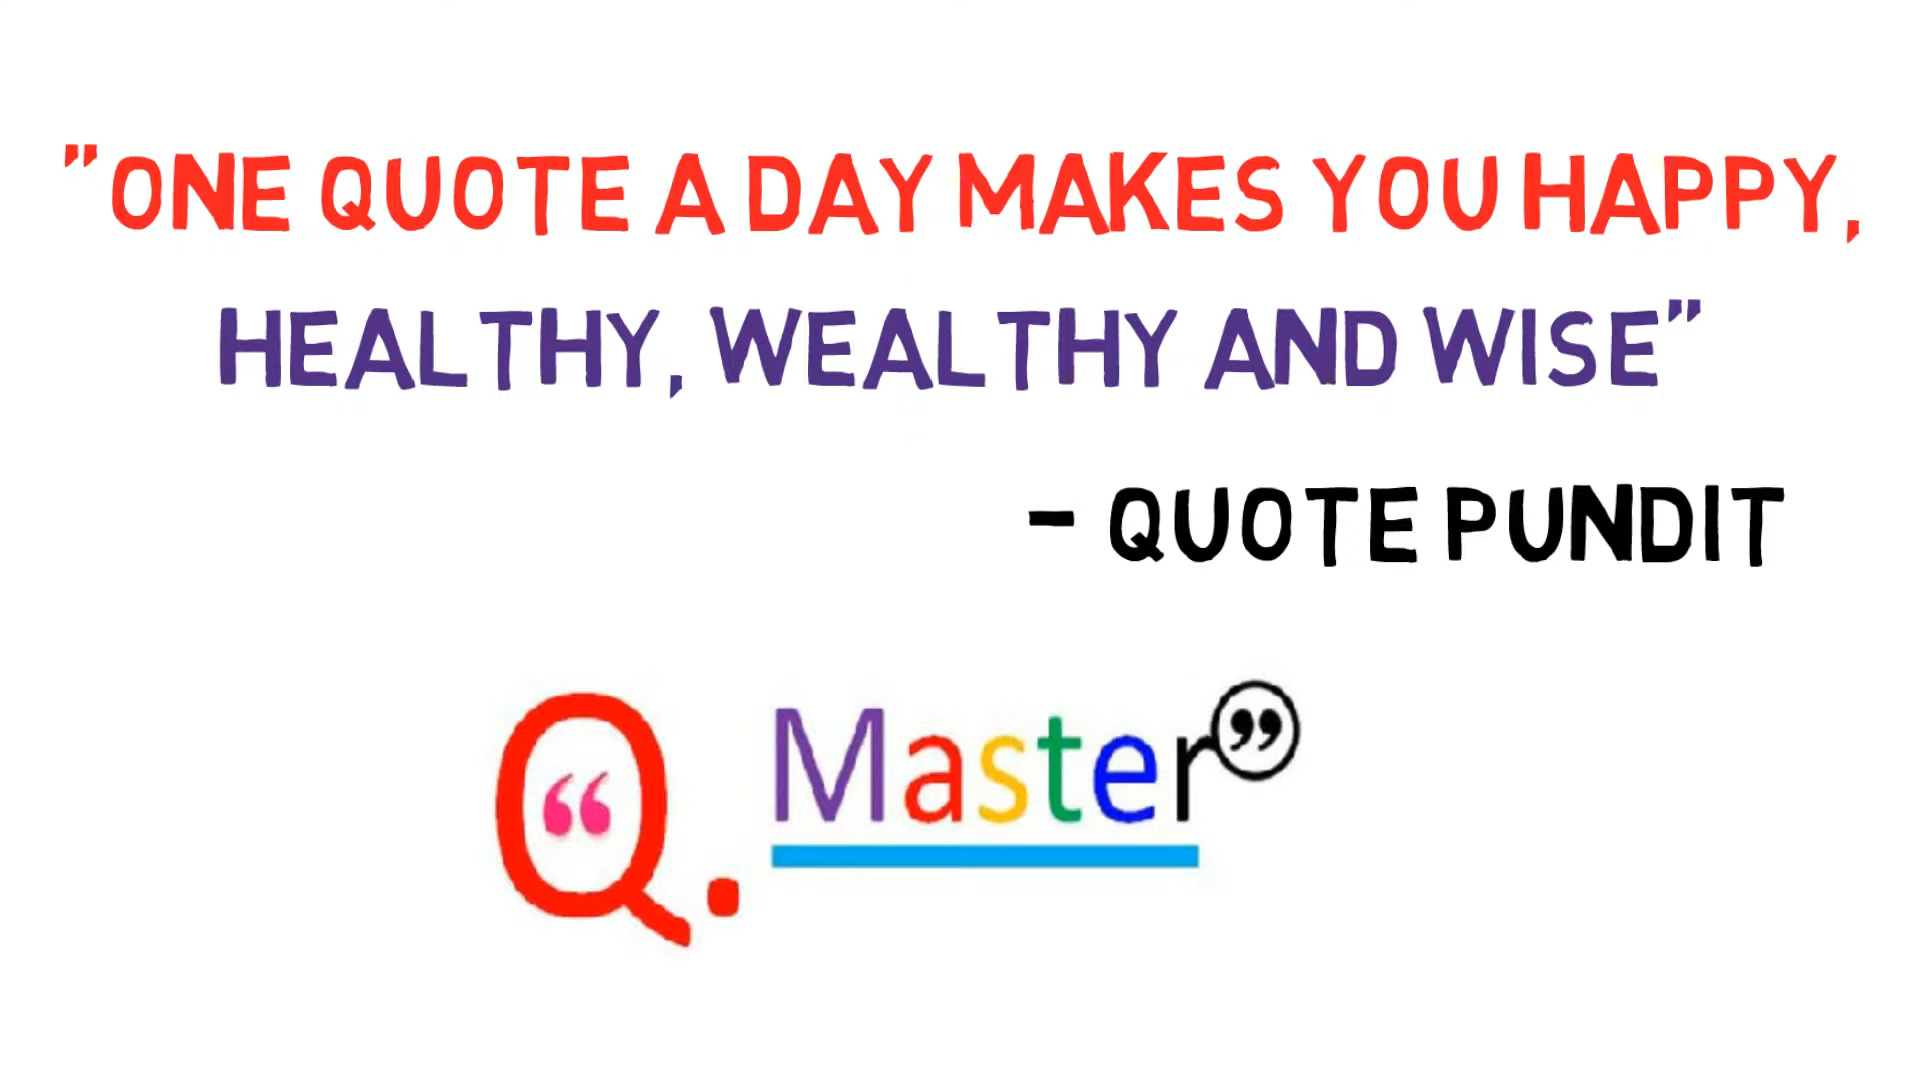 "ONE QUOTE A DAY MAKES YOU HAPPY,
HEALTHY, WEALTHY AND WISE"
- QUOTE PUNDIT
Q“. Master”